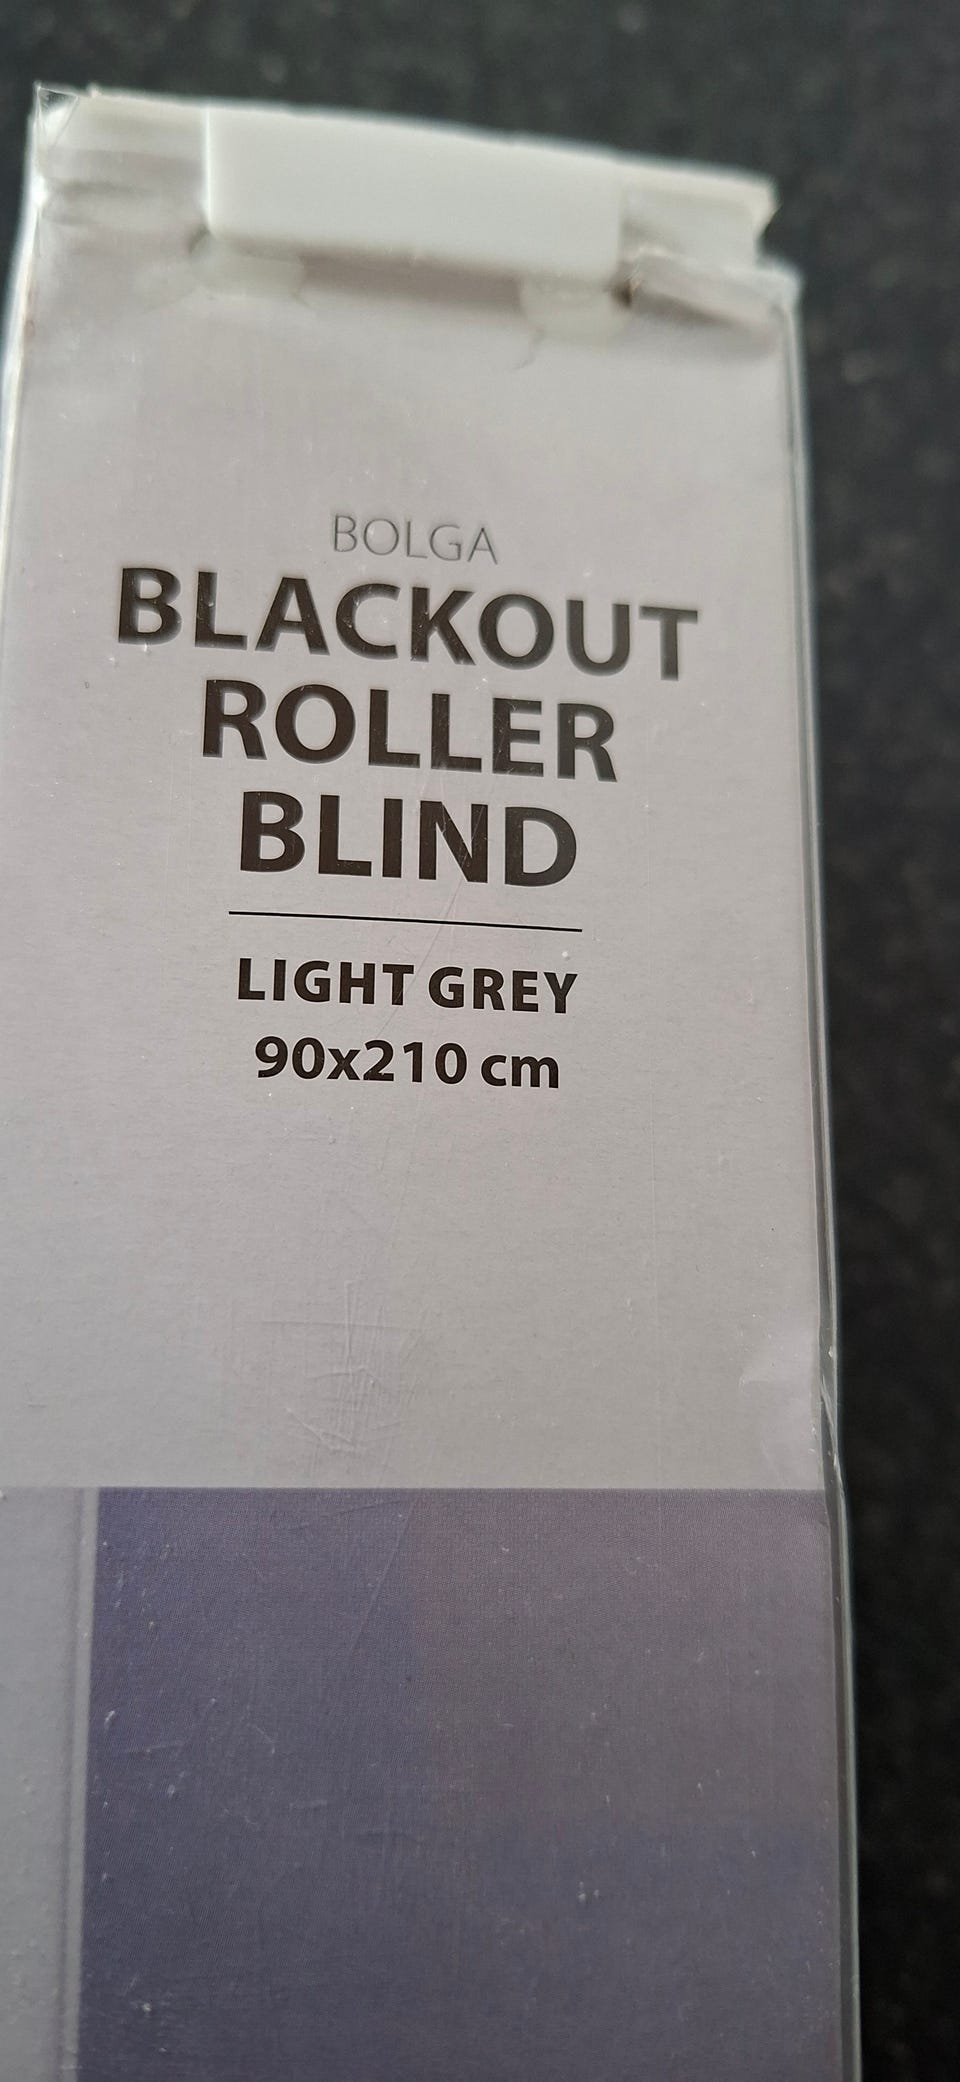 BOLGA
BLACKOUT
ROLLER
BLIND
LIGHT GREY
90x210 cm